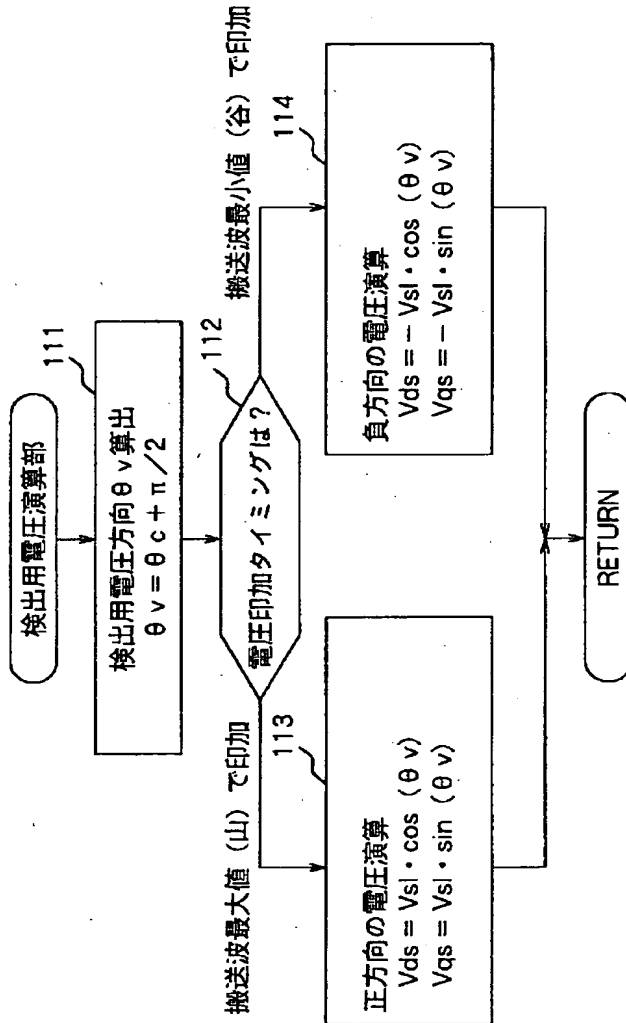 検出用電圧演算部
111
検出用電圧方向θv算出
θv＝θc＋π/2
112
電圧印加タイミングは？
搬送波最大値（山）で印加
搬送波最小値（谷）で印加
113
正方向の電圧演算
Vds＝Vsl・cos（θv）
Vqs＝Vsl・sin（θv）
114
負方向の電圧演算
Vds＝－Vsl・cos（θv）
Vqs＝－Vsl・sin（θv）
RETURN